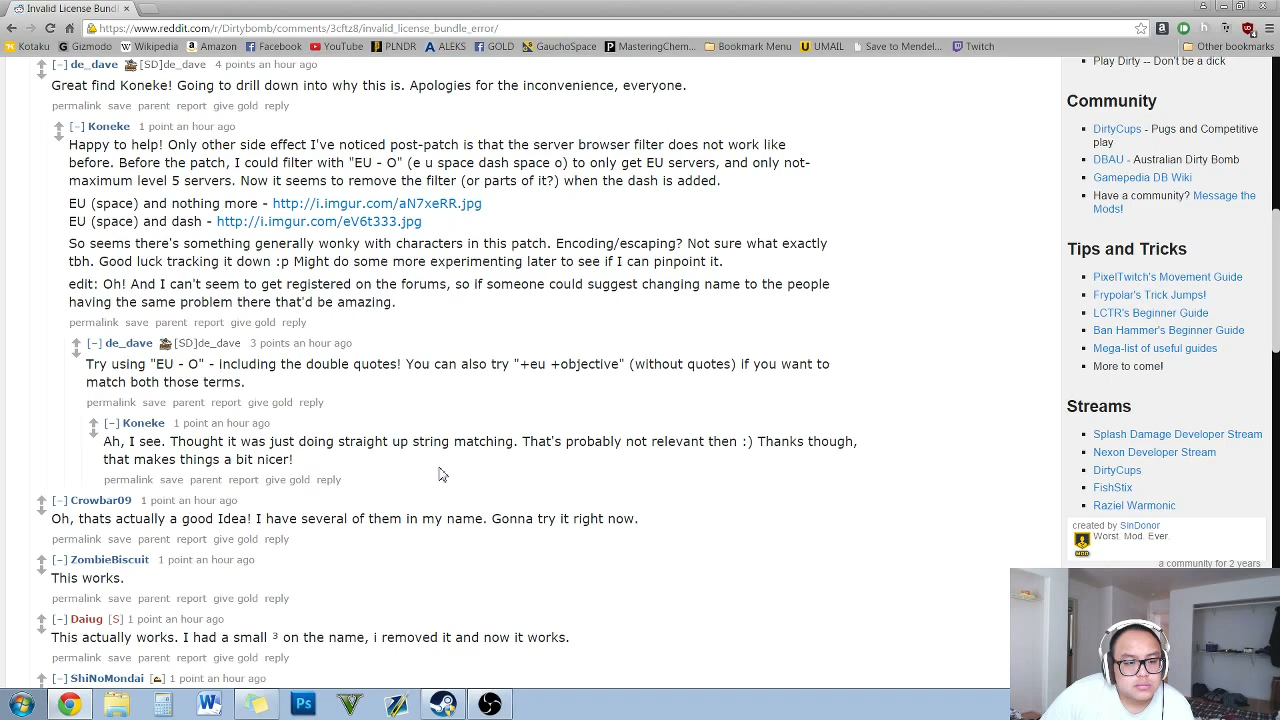 Invalid License Bundl
https://www.reddit.com/r/Dirtybomb/comments/3cftz8/invalid_license_bundle_error/
Kotaku Gizmodo Wikipedia Amazon Facebook YouTube PLNDR ALEKS GOLD GauchoSpace MasteringChem... Bookmark Menu UMAIL Save to Mendel... Twitch Other bookmarks
[-] de_dave [SD]de_dave 4 points an hour ago
Great find Koneke! Going to drill down into why this is. Apologies for the inconvenience, everyone.
permalink save parent report give gold reply
[-] Koneke 1 point an hour ago
Happy to help! Only other side effect I've noticed post-patch is that the server browser filter does not work like
before. Before the patch, I could filter with "EU - O" (e u space dash space o) to only get EU servers, and only not-
maximum level 5 servers. Now it seems to remove the filter (or parts of it?) when the dash is added.
EU (space) and nothing more - http://i.imgur.com/aN7xeRR.jpg
EU (space) and dash - http://i.imgur.com/eV6t333.jpg
So seems there's something generally wonky with characters in this patch. Encoding/escaping? Not sure what exactly
tbh. Good luck tracking it down :p Might do some more experimenting later to see if I can pinpoint it.
edit: Oh! And I can't seem to get registered on the forums, so if someone could suggest changing name to the people
having the same problem there that'd be amazing.
permalink save parent report give gold reply
[-] de_dave [SD]de_dave 3 points an hour ago
Try using "EU - O" - including the double quotes! You can also try "+eu +objective" (without quotes) if you want to
match both those terms.
permalink save parent report give gold reply
[-] Koneke 1 point an hour ago
Ah, I see. Thought it was just doing straight up string matching. That's probably not relevant then :) Thanks though,
that makes things a bit nicer!
permalink save parent report give gold reply
[-] Crowbar09 1 point an hour ago
Oh, thats actually a good Idea! I have several of them in my name. Gonna try it right now.
permalink save parent report give gold reply
[-] ZombieBiscuit 1 point an hour ago
This works.
permalink save parent report give gold reply
[-] Daiug [S] 1 point an hour ago
This actually works. I had a small ³ on the name, i removed it and now it works.
permalink save parent report give gold reply
[-] ShiNoMondai 1 point an hour ago
Play Dirty -- Don't be a dick
Community
DirtyCups - Pugs and Competitive
play
DBAU - Australian Dirty Bomb
Gamepedia DB Wiki
Have a community? Message the
Mods!
Tips and Tricks
PixelTwitch's Movement Guide
Frypolar's Trick Jumps!
LCTR's Beginner Guide
Ban Hammer's Beginner Guide
Mega-list of useful guides
More to come!
Streams
Splash Damage Developer Stream
Nexon Developer Stream
DirtyCups
FishStix
Raziel Warmonic
created by SinDonor
Worst. Mod. Ever.
MOD
a community for 2 years
Ps